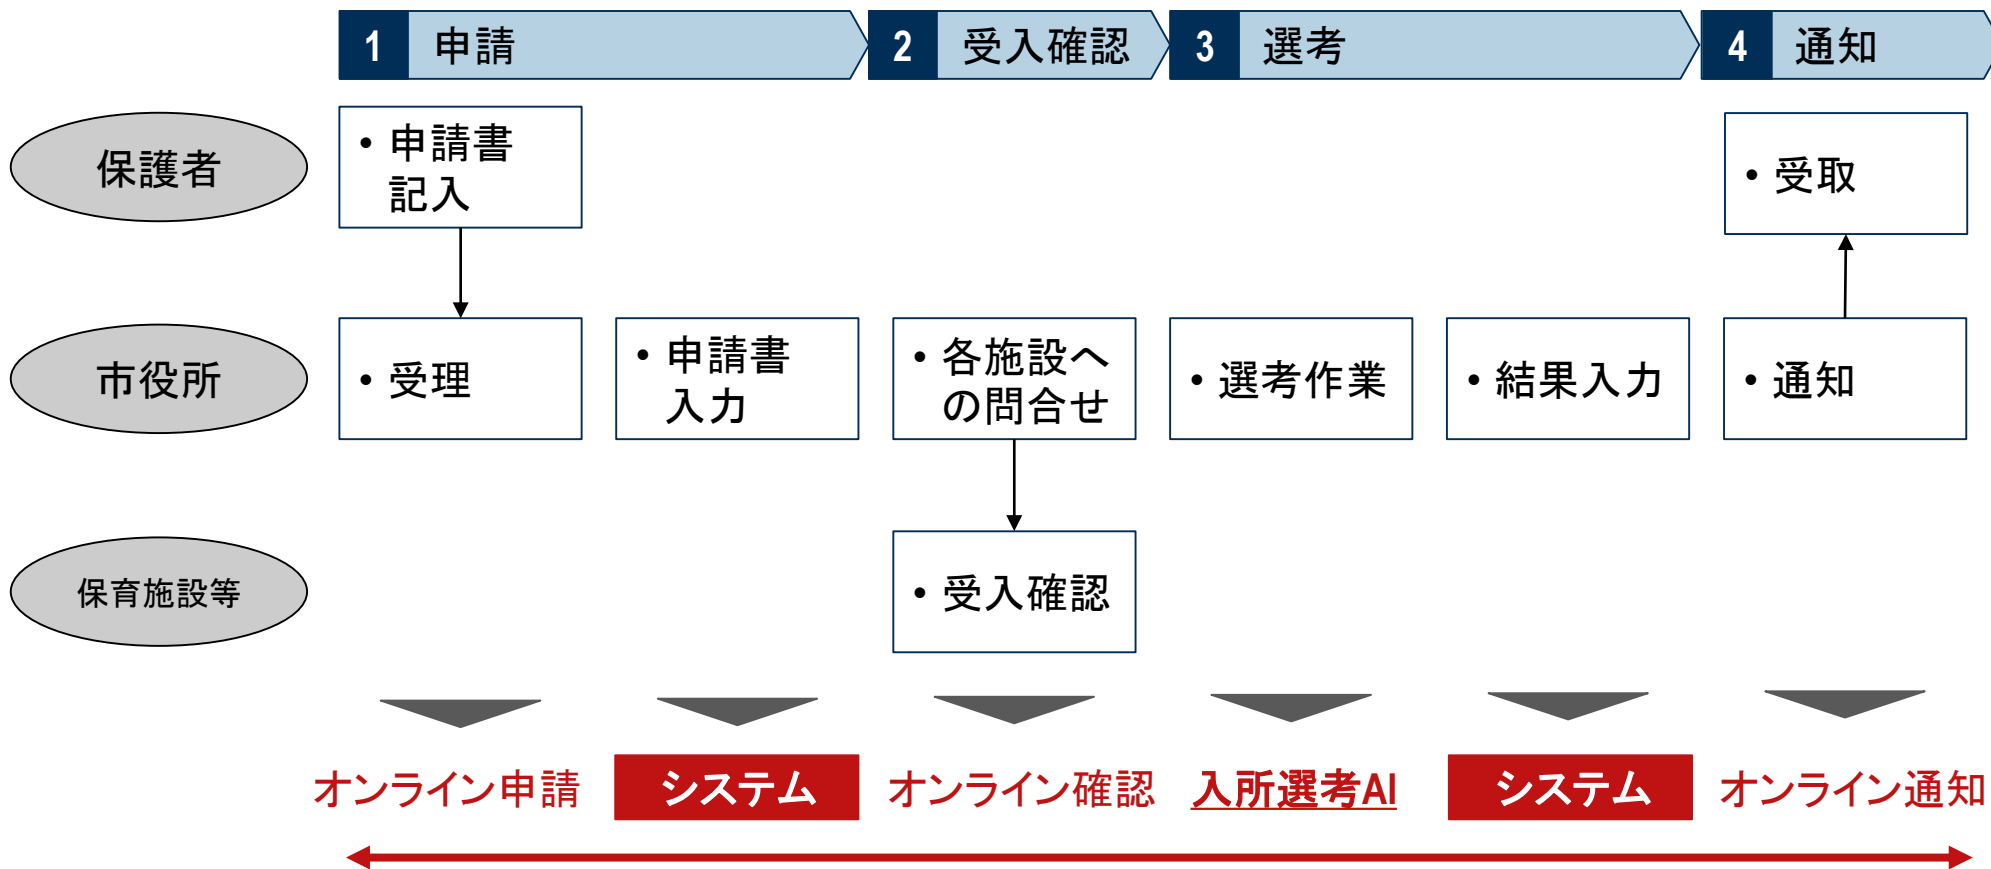 1 申請
2 受入確認
3 選考
4 通知
保護者
• 申請書
記入
• 受取
市役所
• 受理
• 申請書
入力
• 各施設へ
の問合せ
• 選考作業
• 結果入力
• 通知
保育施設等
• 受入確認
オンライン申請
システム
オンライン確認
入所選考AI
システム
オンライン通知